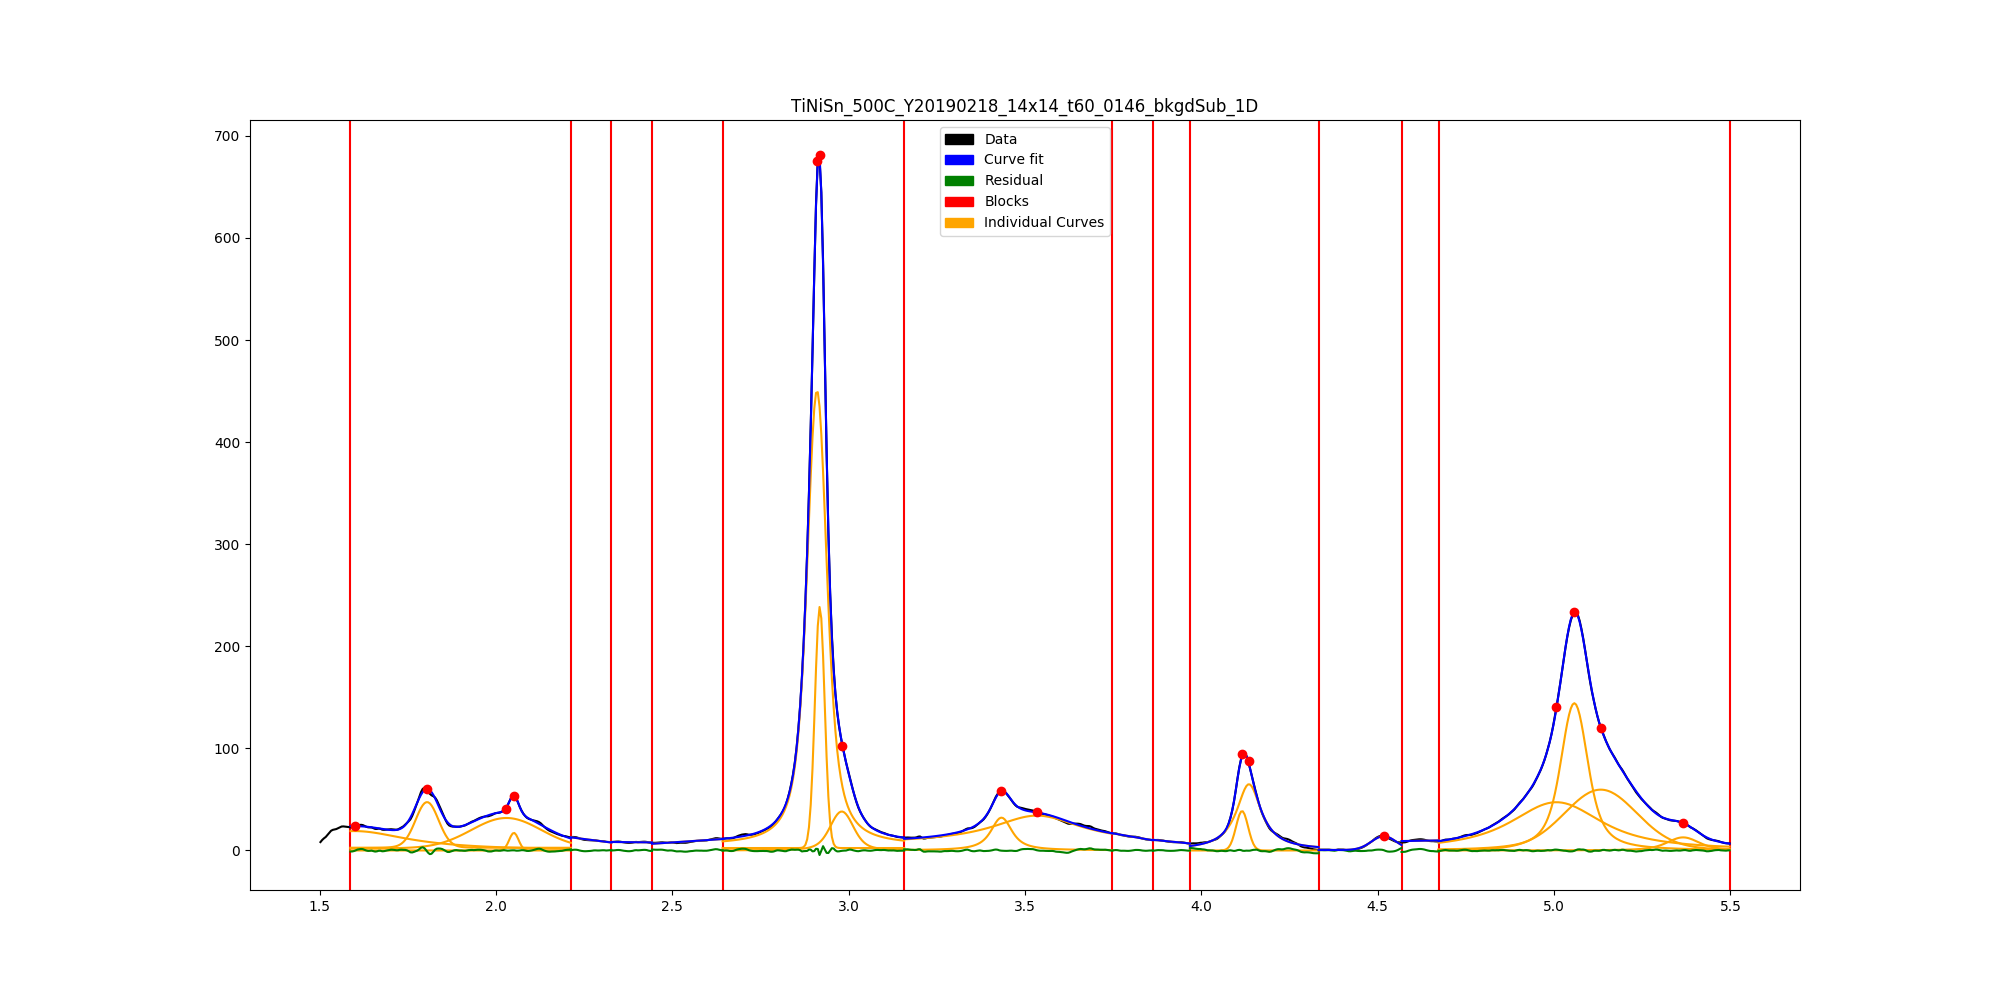 TiNiSn_500C_Y20190218_14x14_t60_0146_bkgdSub_1D
Data
Curve fit
Residual
Blocks
Individual Curves
700
600
500
400
300
200
100
0
1.5 2.0 2.5 3.0 3.5 4.0 4.5 5.0 5.5